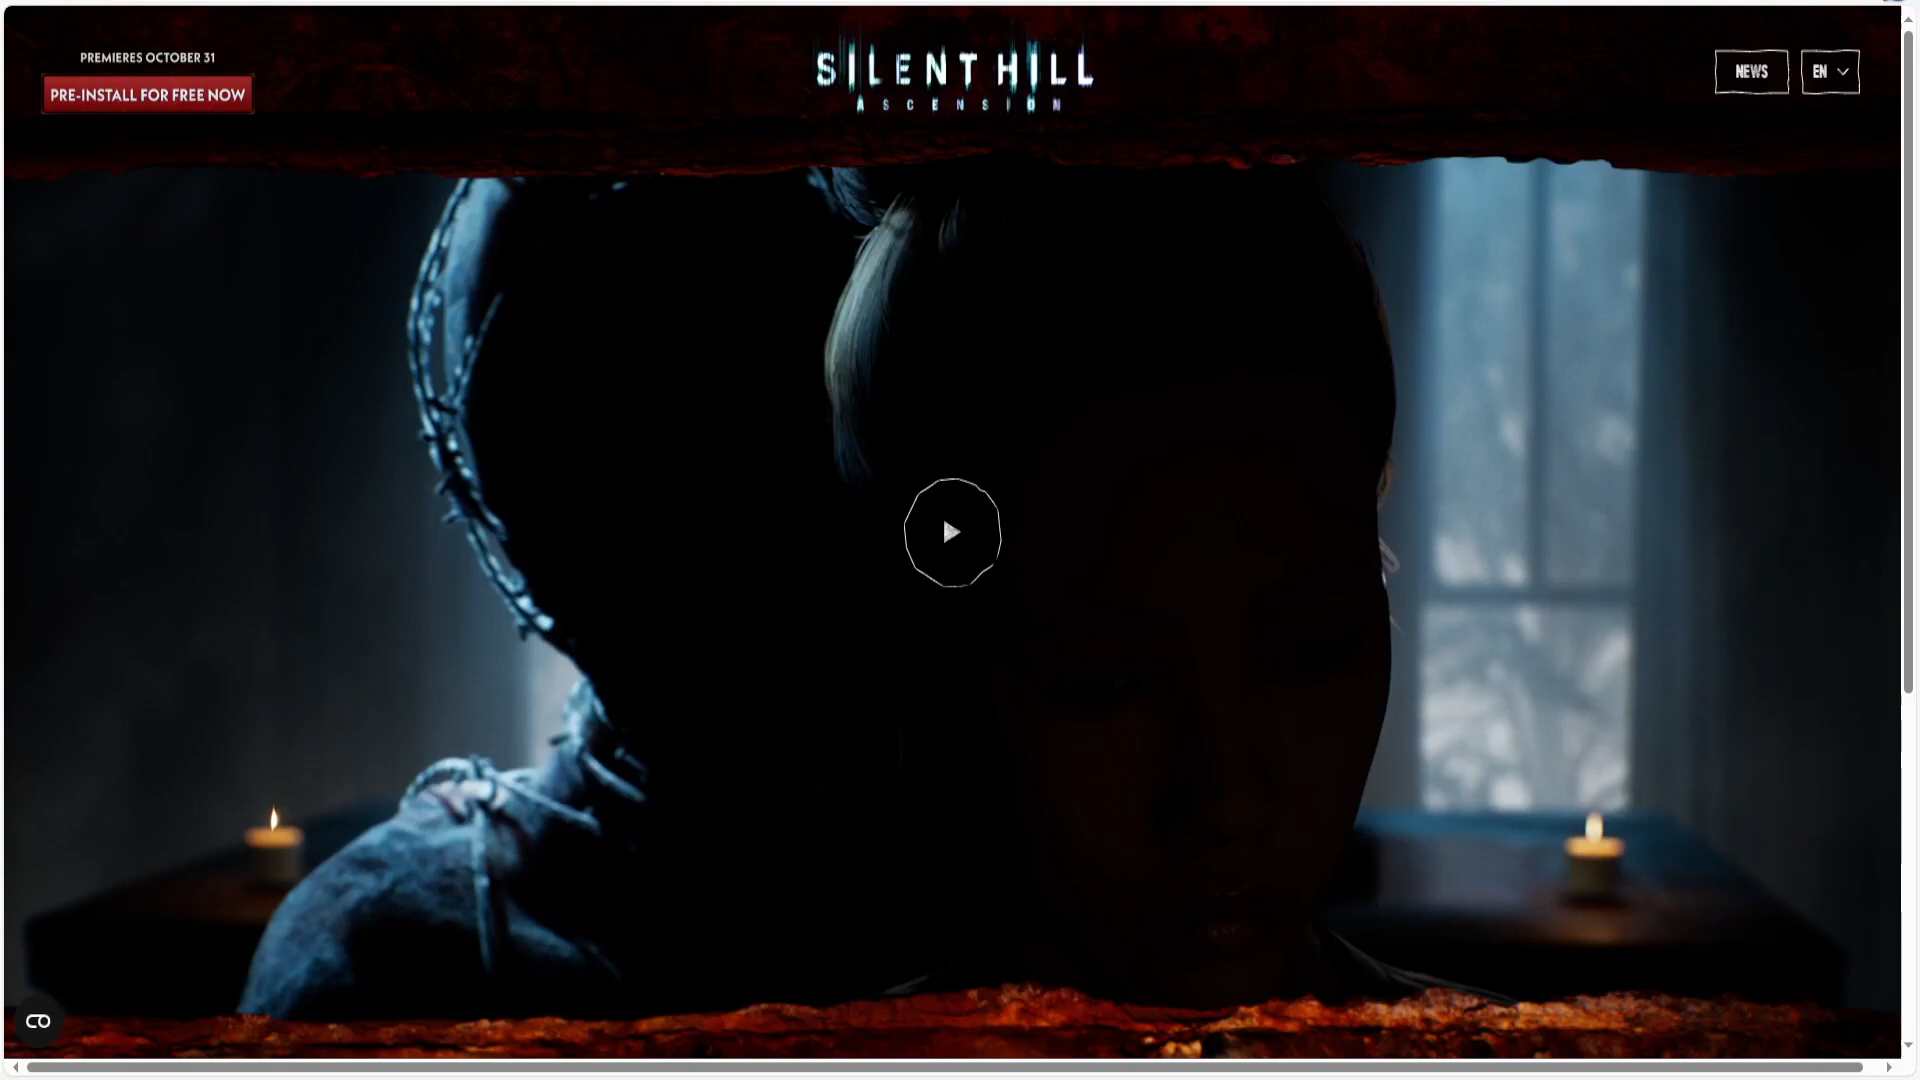 PREMIERES OCTOBER 31
PRE-INSTALL FOR FREE NOW
SILENT HILL
ASCENSION
NEWS
EN